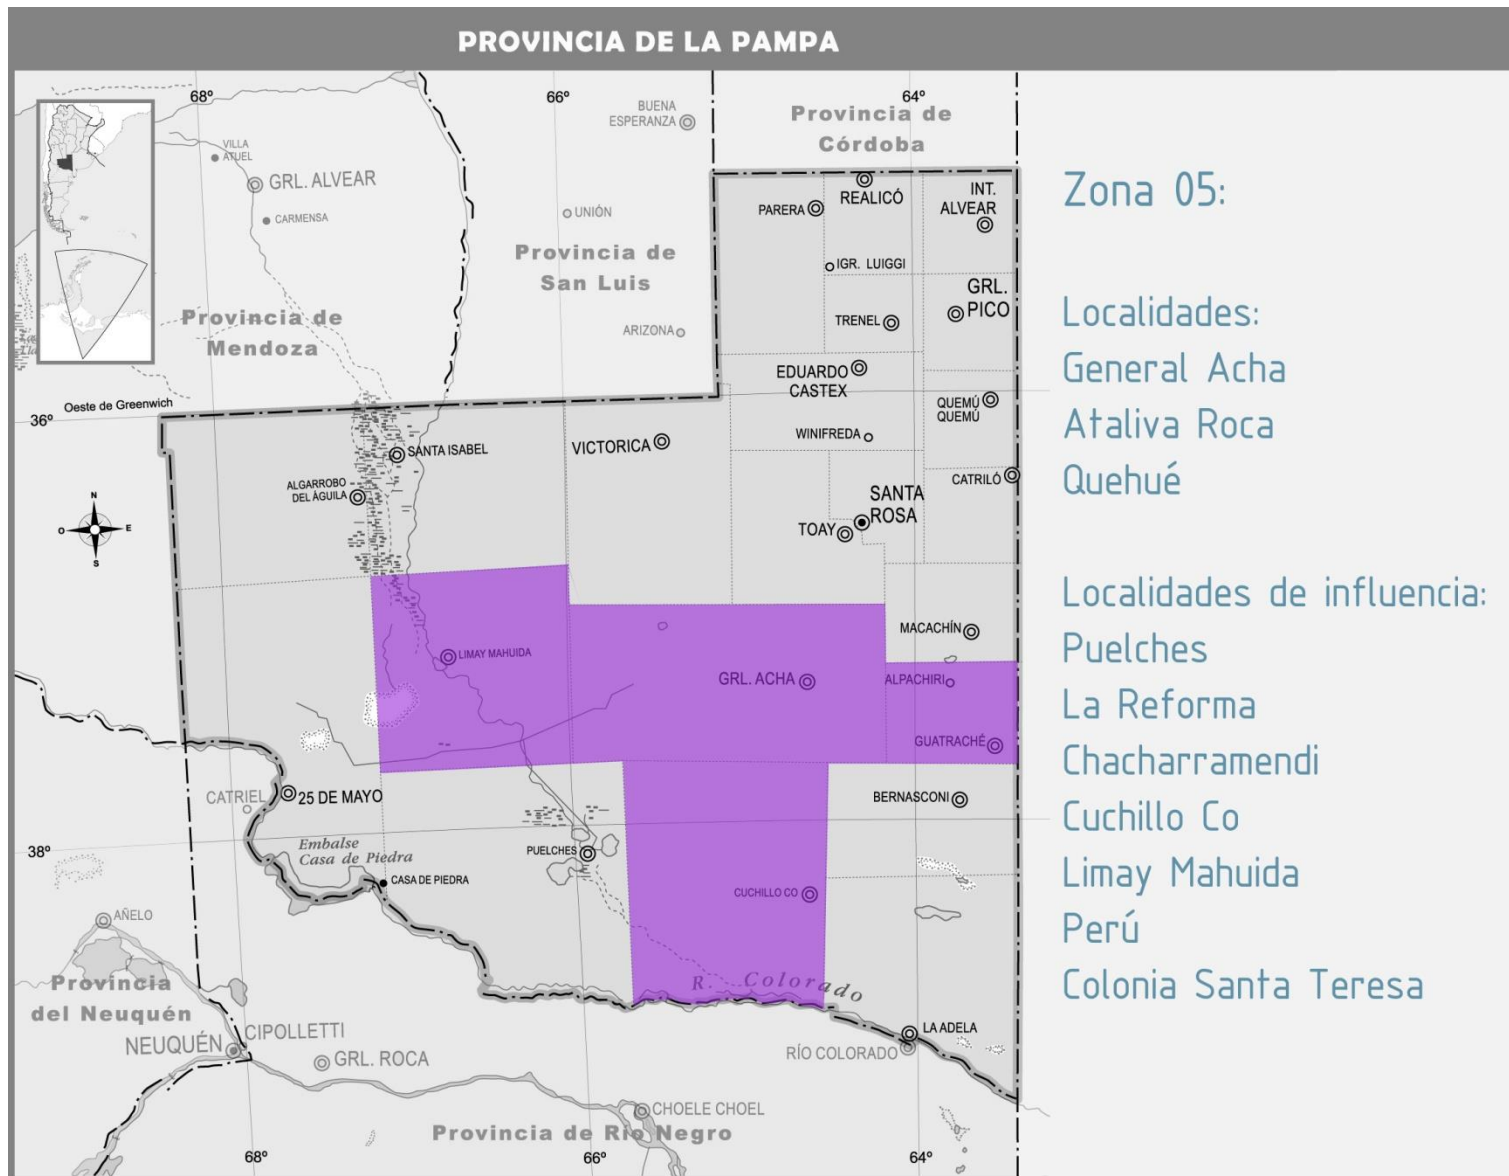 PROVINCIA DE LA PAMPA
68º
66º
64º
BUENA
ESPERANZA
Provincia de
Córdoba
VILLA
ATUEL
GRL. ALVEAR
CARMENSA
UNIÓN
Provincia de
San Luis
ARIZONA
Provincia de
Mendoza
REALICÓ
PARERA
INT.
ALVEAR
IGR. LUIGGI
GRL.
PICO
TRENEL
EDUARDO
CASTEX
QUEMÚ
QUEMÚ
WINIFREDA
Oeste de Greenwich
36º
SANTA ISABEL
VICTORICA
ALGARROBO
DEL ÁGUILA
CATRILÓ
SANTA
ROSA
TOAY
N
O
E
S
MACACHÍN
LIMAY MAHUIDA
GRL. ACHA
ALPACHIRI
GUATRACHÉ
CATRIEL
25 DE MAYO
BERNASCONI
38º
Embalse
Casa de Piedra
PUELCHES
CASA DE PIEDRA
CUCHILLO CO
AÑELO
R. Colorado
Provincia
del Neuquén
NEUQUÉN
CIPOLLETTI
GRL. ROCA
LA ADELA
RÍO COLORADO
CHOELE CHOEL
Provincia de Río Negro
68º
66º
64º
Zona 05:
Localidades:
General Acha
Ataliva Roca
Quehué
Localidades de influencia:
Puelches
La Reforma
Chacharramendi
Cuchillo Co
Limay Mahuida
Perú
Colonia Santa Teresa